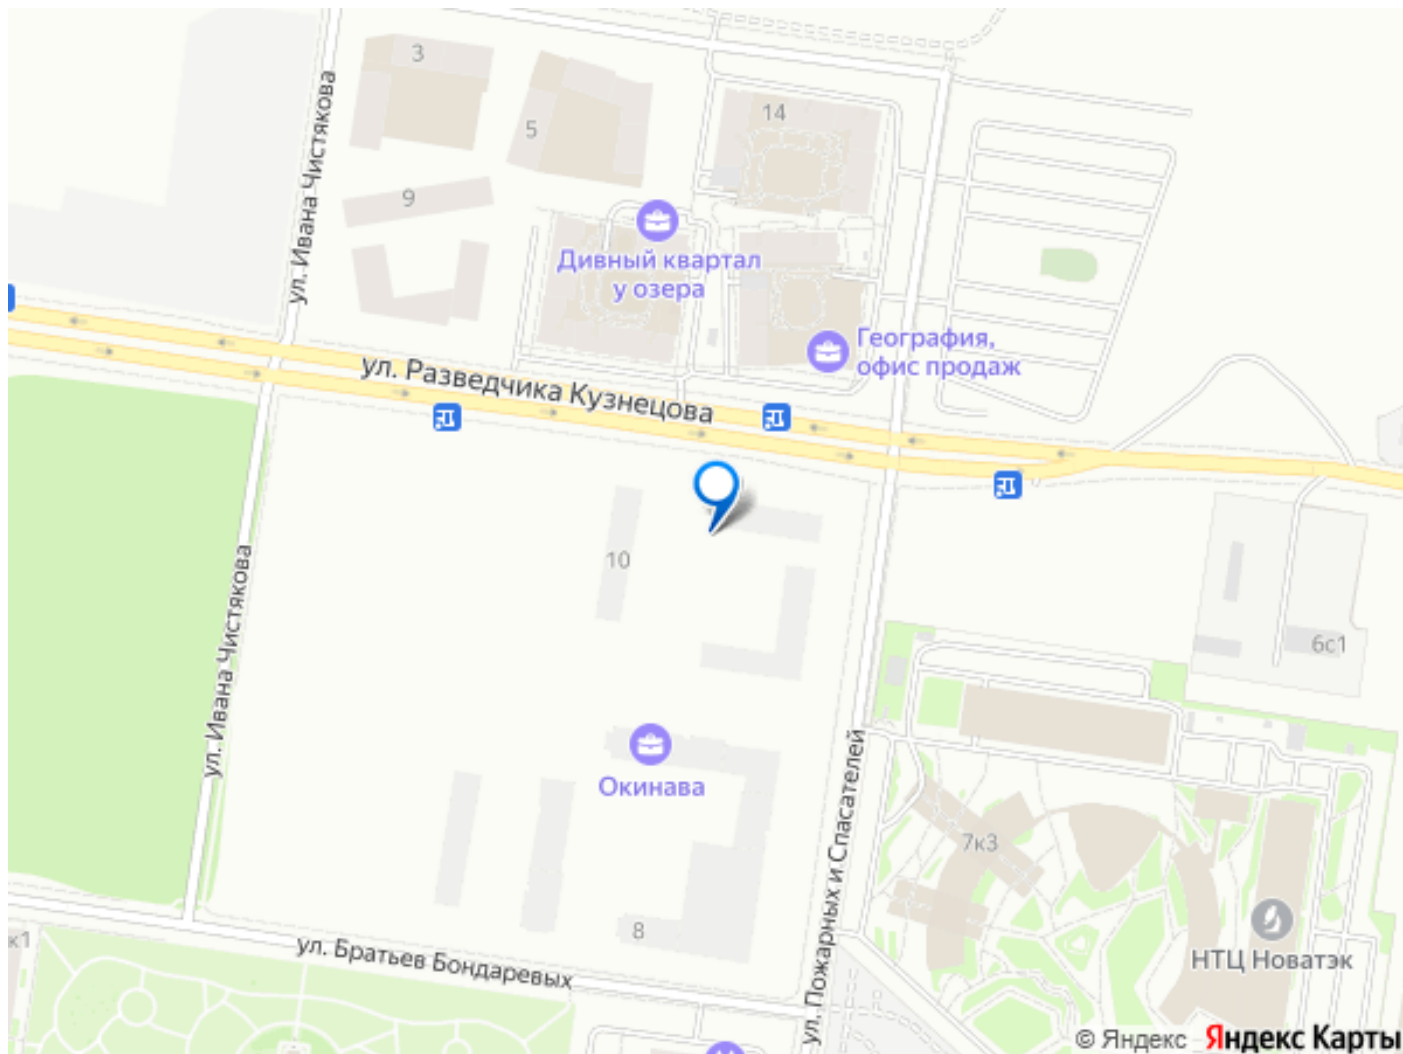 3
5
14
9
ул. Ивана Чистякова
Дивный квартал
у озера
География,
офис продаж
ул. Разведчика Кузнецова
10
6с1
ул. Ивана Чистякова
Окинава
7к3
ул. Пожарных и Спасателей
8
НТЦ Новатэк
к1
ул. Братьев Бондаревых
© Яндекс Яндекс Карты